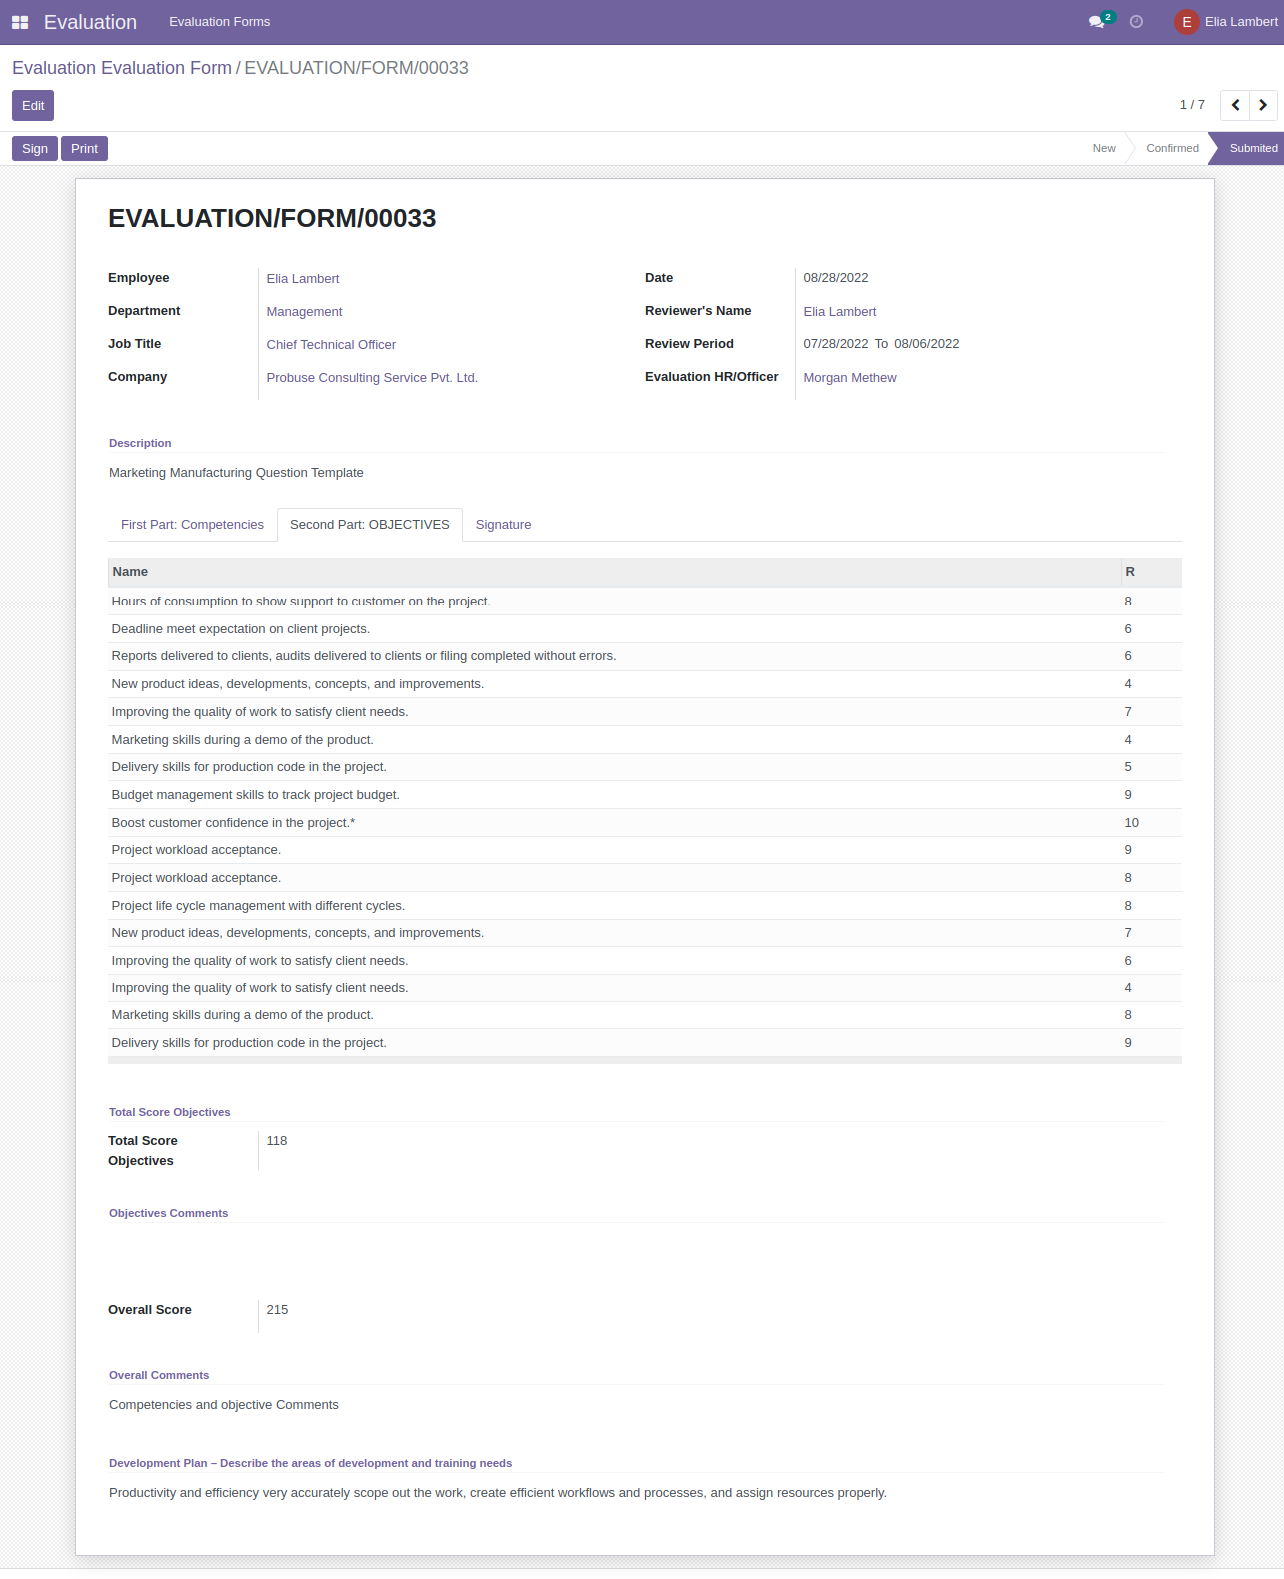 Evaluation Evaluation Forms 2 E Elia Lambert
Evaluation Evaluation Form / EVALUATION/FORM/00033
Edit 1 / 7
Sign Print New Confirmed Submited
EVALUATION/FORM/00033
Employee Elia Lambert Date 08/28/2022
Department Management Reviewer's Name Elia Lambert
Job Title Chief Technical Officer Review Period 07/28/2022 To 08/06/2022
Company Probuse Consulting Service Pvt. Ltd. Evaluation HR/Officer Morgan Methew
Description
Marketing Manufacturing Question Template
First Part: Competencies Second Part: OBJECTIVES Signature
Name R
Hours of consumption to show support to customer on the project. 8
Deadline meet expectation on client projects. 6
Reports delivered to clients, audits delivered to clients or filing completed without errors. 6
New product ideas, developments, concepts, and improvements. 4
Improving the quality of work to satisfy client needs. 7
Marketing skills during a demo of the product. 4
Delivery skills for production code in the project. 5
Budget management skills to track project budget. 9
Boost customer confidence in the project.* 10
Project workload acceptance. 9
Project workload acceptance. 8
Project life cycle management with different cycles. 8
New product ideas, developments, concepts, and improvements. 7
Improving the quality of work to satisfy client needs. 6
Improving the quality of work to satisfy client needs. 4
Marketing skills during a demo of the product. 8
Delivery skills for production code in the project. 9
Total Score Objectives
Total Score 118
Objectives
Objectives Comments
Overall Score 215
Overall Comments
Competencies and objective Comments
Development Plan – Describe the areas of development and training needs
Productivity and efficiency very accurately scope out the work, create efficient workflows and processes, and assign resources properly.